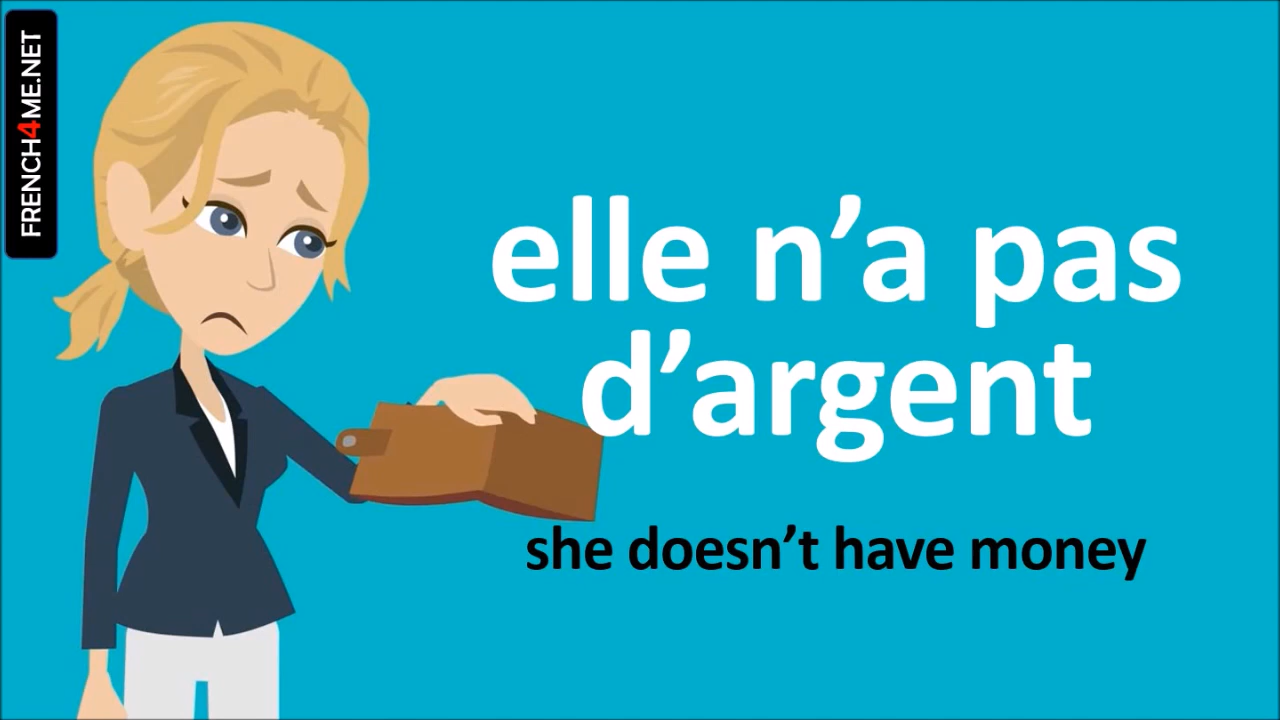 FRENCH4ME.NET
elle n’a pas
d’argent
she doesn’t have money